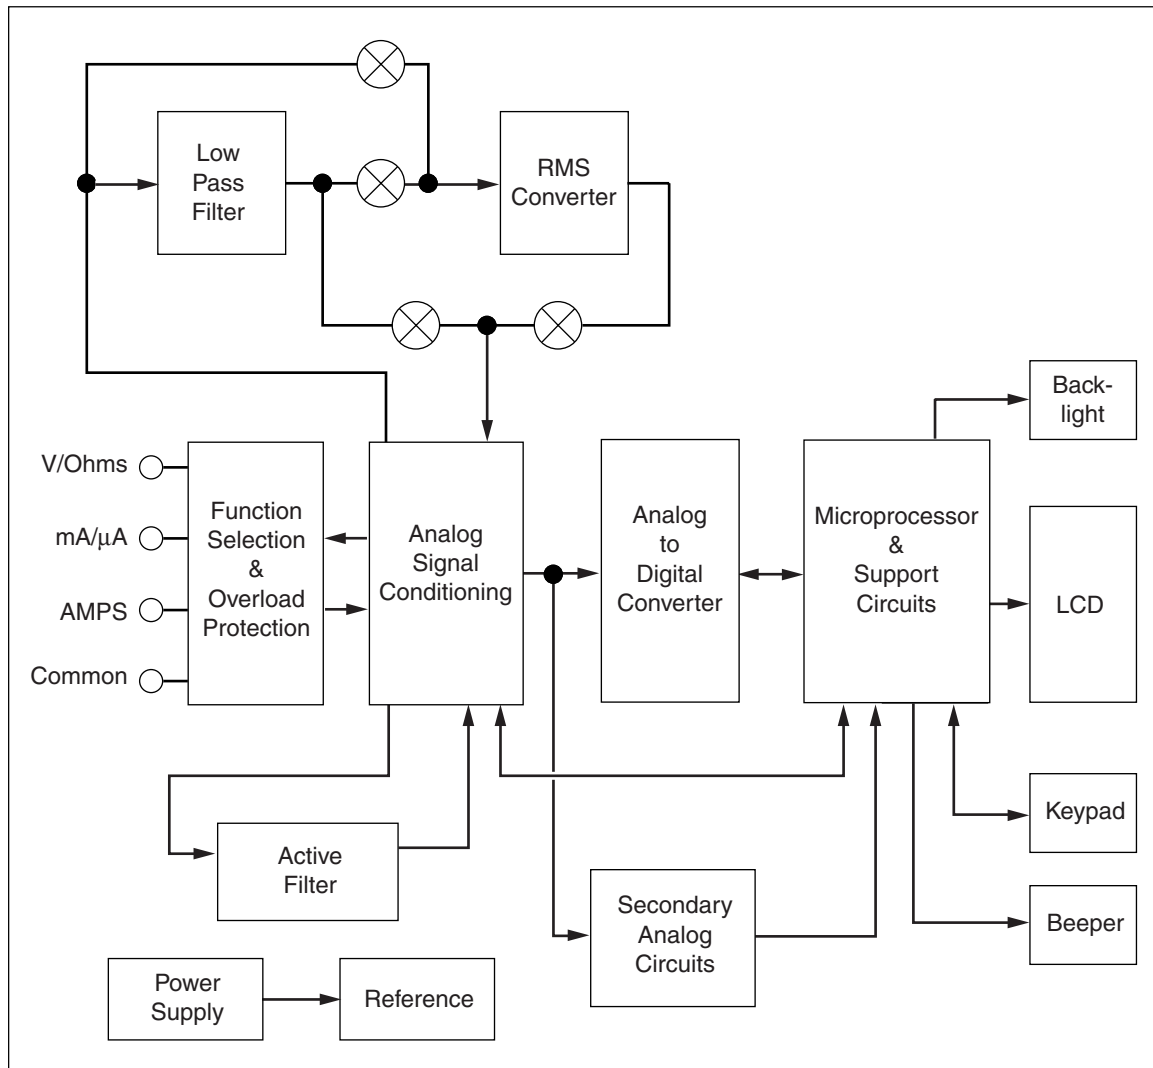 Low
Pass
Filter
RMS
Converter
Back-
light
V/Ohms
mA/μA
AMPS
Common
Function
Selection
&
Overload
Protection
Analog
Signal
Conditioning
Analog
to
Digital
Converter
Microprocessor
&
Support
Circuits
LCD
Keypad
Active
Filter
Secondary
Analog
Circuits
Beeper
Power
Supply
Reference